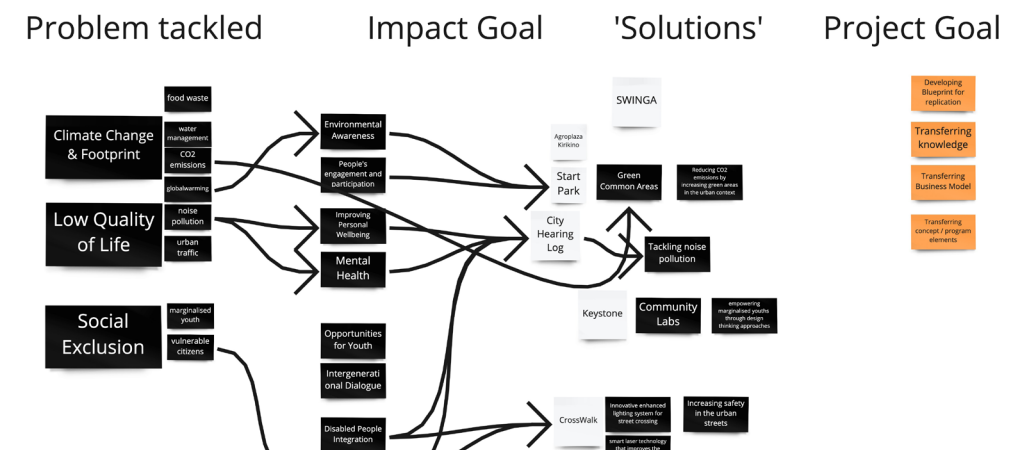 Problem tackled
Impact Goal
'Solutions'
Project Goal
food waste
Climate Change
& Footprint
water
management
CO2
emissions
globalwarming
Low Quality
of Life
noise
pollution
urban
traffic
Social
Exclusion
marginalised
youth
vulnerable
citizens
Environmental
Awareness
People's
engagement and
participation
Improving
Personal
Wellbeing
Mental
Health
Opportunities
for Youth
Intergenerati
onal Dialogue
Disabled People
Integration
SWINGA
Agroplaza
Kirikino
Start
Park
Green
Common Areas
Reducing CO2
emissions by
increasing green areas
in the urban context
City
Hearing
Log
Tackling noise
pollution
Keystone
Community
Labs
empowering
marginalised youths
through design
thinking approaches
CrossWalk
Innovative enhanced
lighting system for
street crossing
Increasing safety
in the urban
streets
smart laser technology
that improves the
Developing
Blueprint for
replication
Transferring
knowledge
Transferring
Business Model
Transferring
concept / program
elements